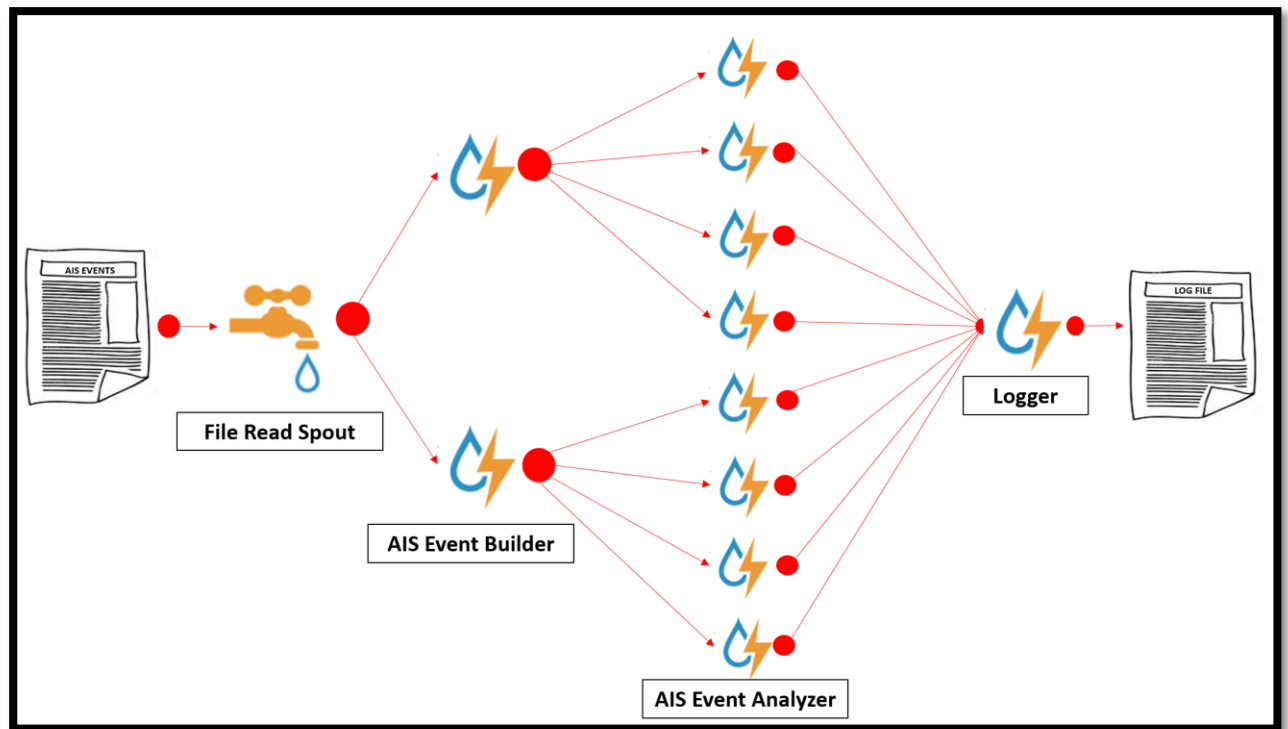 AIS EVENTS
File Read Spout
AIS Event Builder
AIS Event Analyzer
Logger
LOG FILE